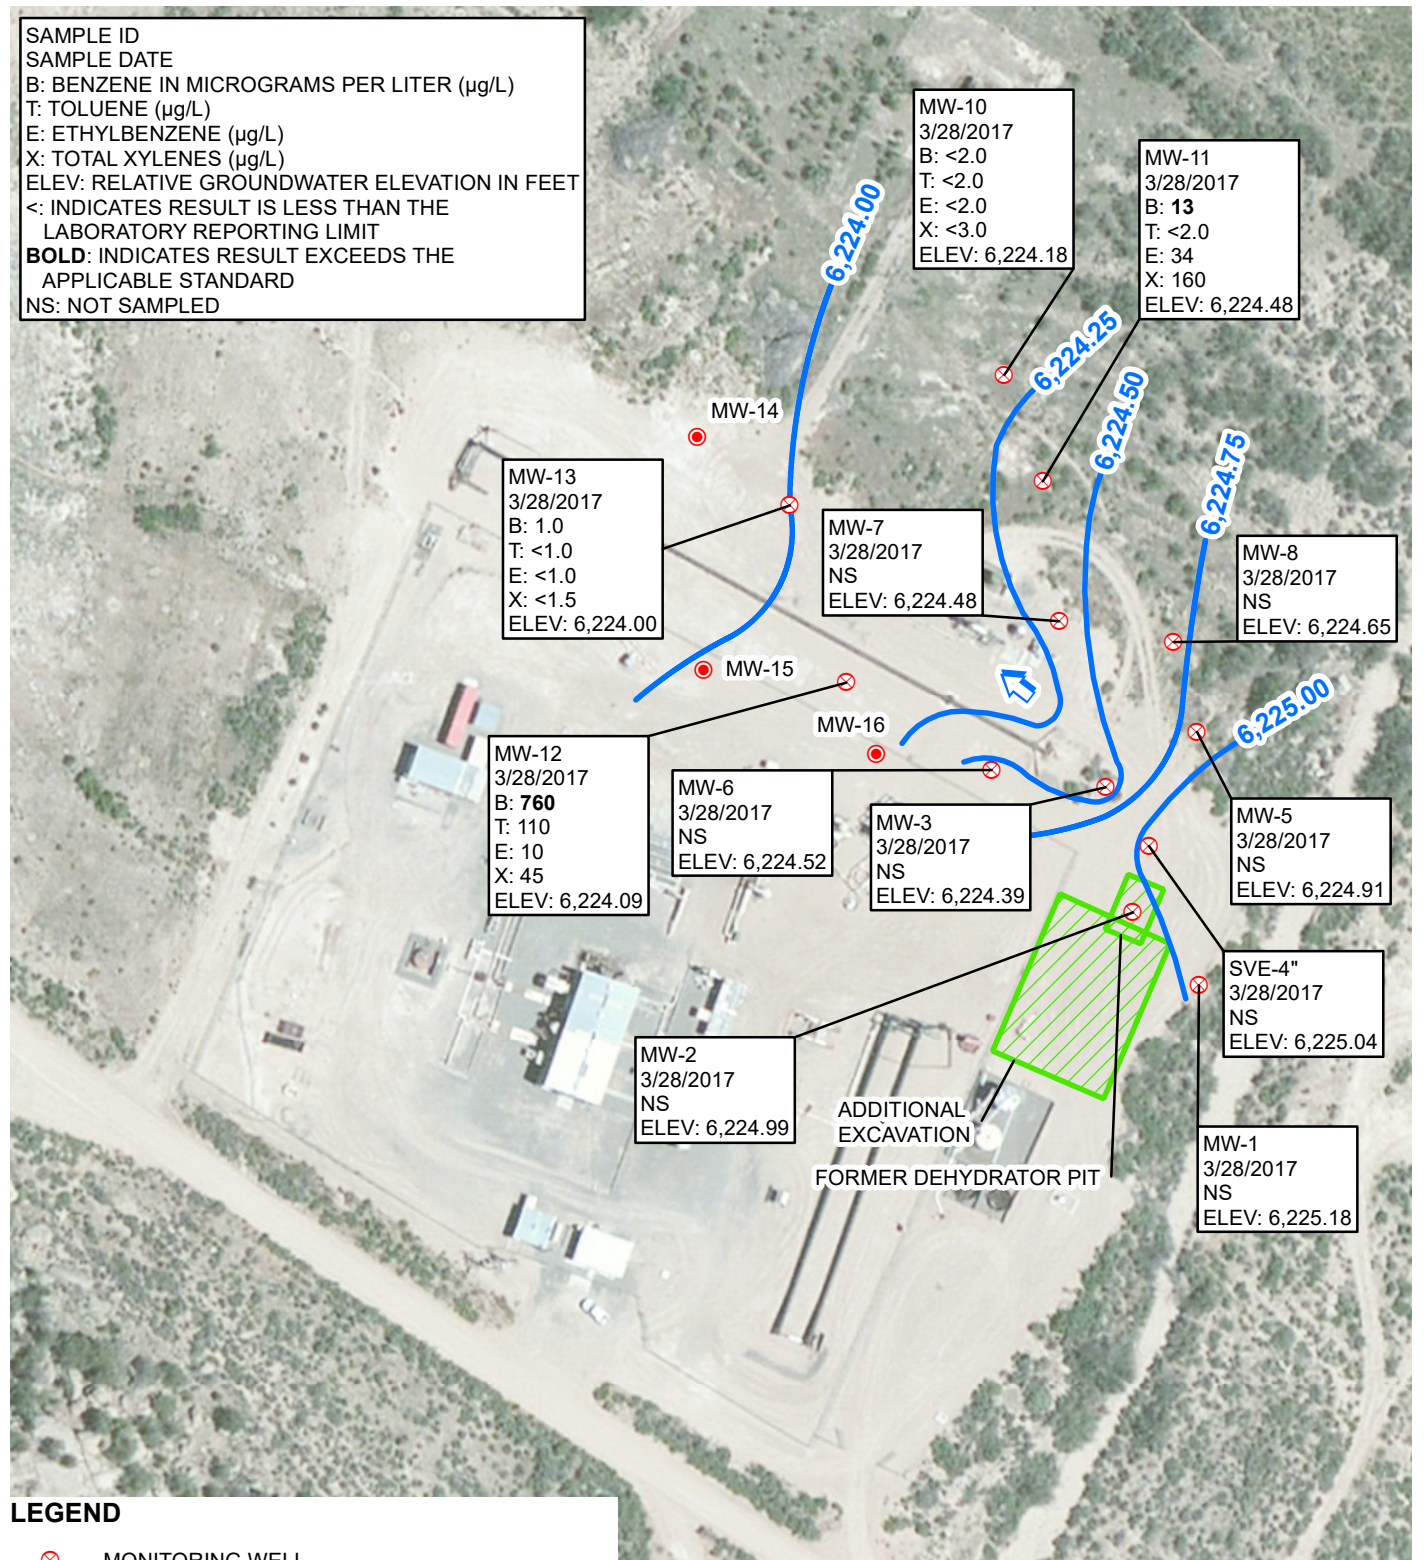 SAMPLE ID
SAMPLE DATE
B: BENZENE IN MICROGRAMS PER LITER (µg/L)
T: TOLUENE (µg/L)
E: ETHYLBENZENE (µg/L)
X: TOTAL XYLENES (µg/L)
ELEV: RELATIVE GROUNDWATER ELEVATION IN FEET
<: INDICATES RESULT IS LESS THAN THE
LABORATORY REPORTING LIMIT
BOLD: INDICATES RESULT EXCEEDS THE
APPLICABLE STANDARD
NS: NOT SAMPLED
MW-10
3/28/2017
B: <2.0
T: <2.0
E: <2.0
X: <3.0
ELEV: 6,224.18
MW-11
3/28/2017
B: 13
T: <2.0
E: 34
X: 160
ELEV: 6,224.48
6,224.00
6,224.25
6,224.50
6,224.75
6,225.00
MW-14
MW-13
3/28/2017
B: 1.0
T: <1.0
E: <1.0
X: <1.5
ELEV: 6,224.00
MW-7
3/28/2017
NS
ELEV: 6,224.48
MW-8
3/28/2017
NS
ELEV: 6,224.65
MW-15
MW-16
MW-12
3/28/2017
B: 760
T: 110
E: 10
X: 45
ELEV: 6,224.09
MW-6
3/28/2017
NS
ELEV: 6,224.52
MW-3
3/28/2017
NS
ELEV: 6,224.39
MW-5
3/28/2017
NS
ELEV: 6,224.91
SVE-4"
3/28/2017
NS
ELEV: 6,225.04
MW-2
3/28/2017
NS
ELEV: 6,224.99
ADDITIONAL
EXCAVATION
FORMER DEHYDRATOR PIT
MW-1
3/28/2017
NS
ELEV: 6,225.18
LEGEND
MONITORING WELL